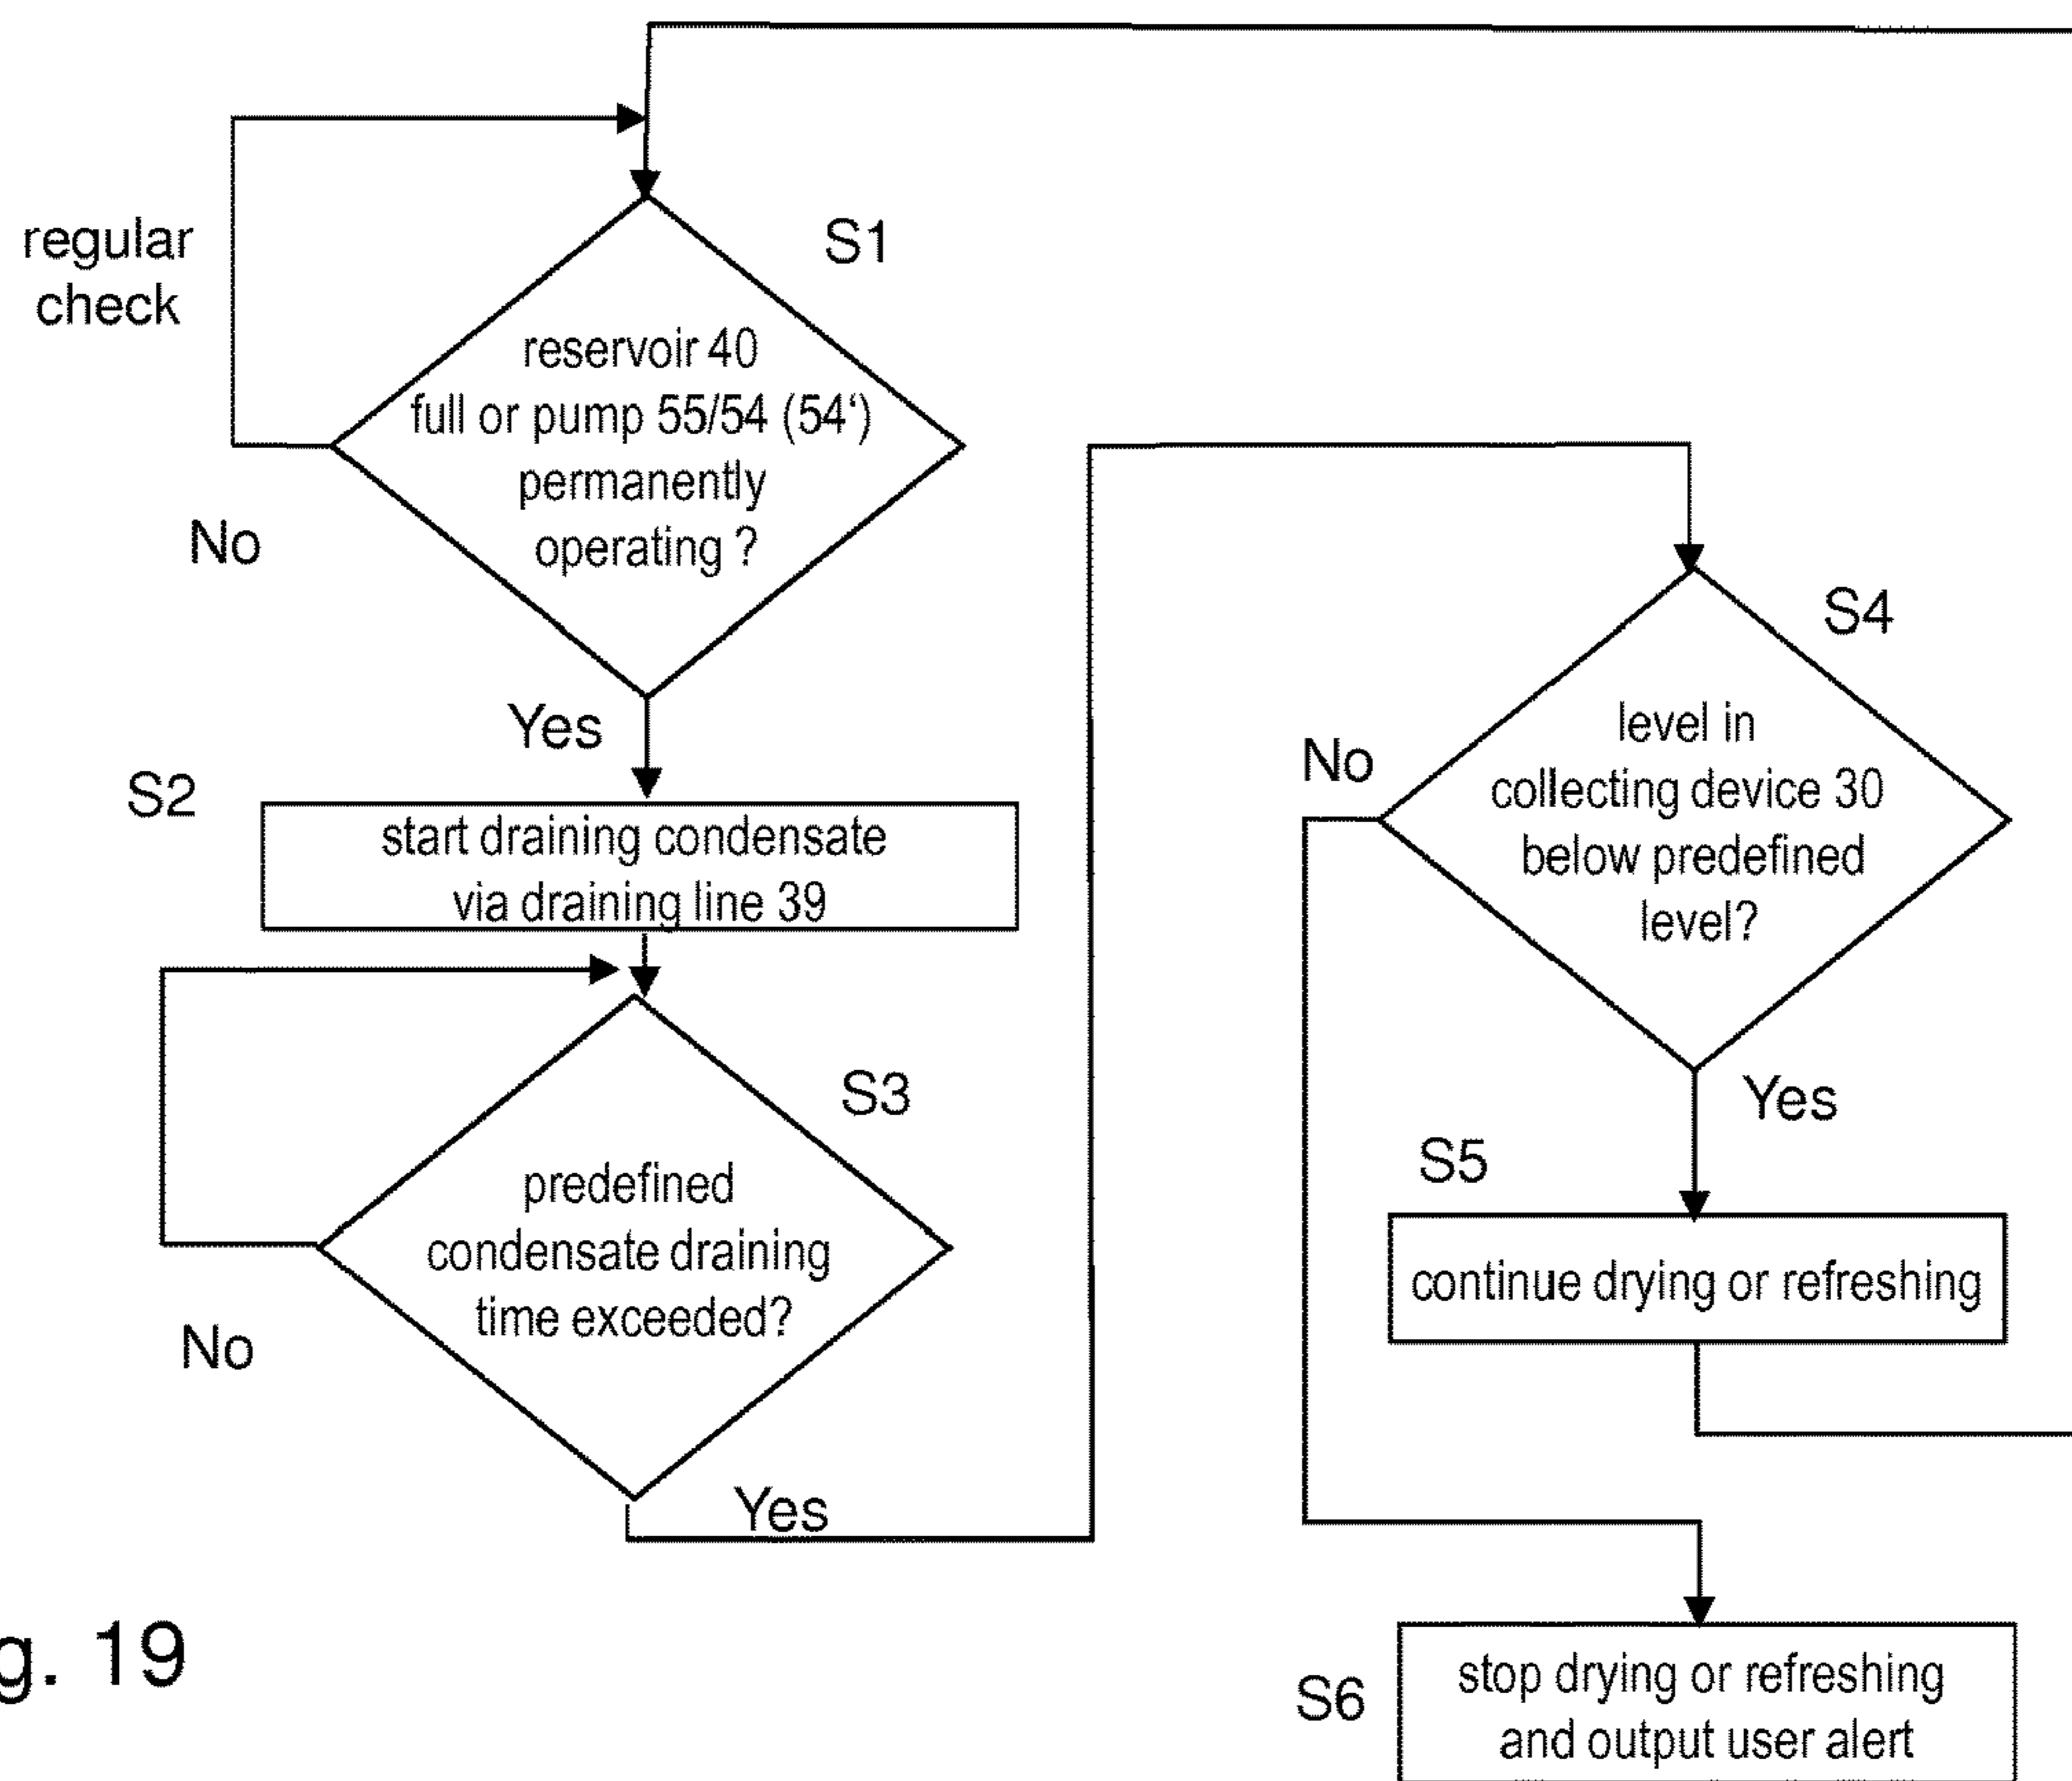 regular
check
S1
reservoir 40
full or pump 55/54 (54‘)
permanently
operating ?
No
Yes
S2
start draining condensate
via draining line 39
S3
predefined
condensate draining
time exceeded?
No
Yes
S4
level in
collecting device 30
below predefined
level?
No
Yes
S5
continue drying or refreshing
S6
stop drying or refreshing
and output user alert
g. 19